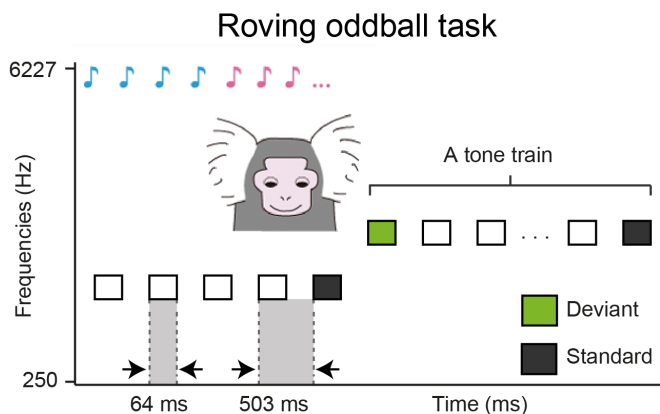 Roving oddball task
6227
...
Frequencies (Hz)
A tone train
...
Deviant
Standard
250
64 ms
503 ms
Time (ms)